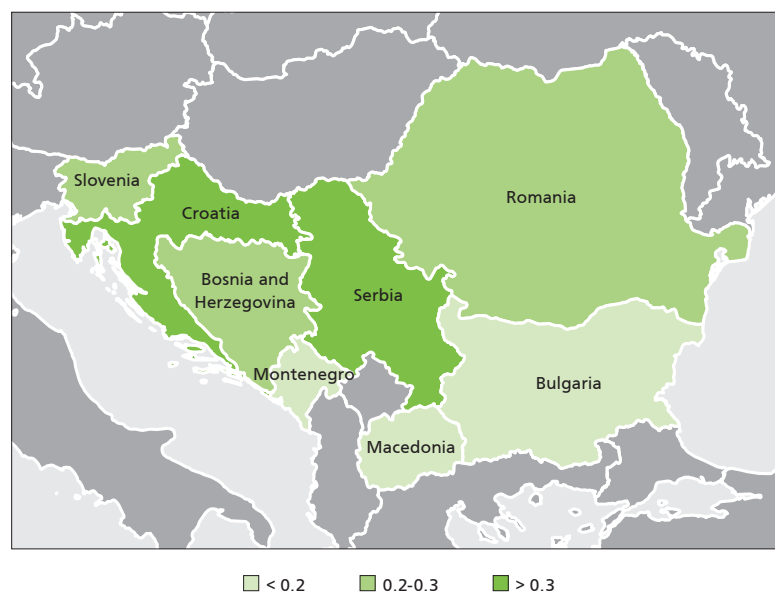 Slovenia
Croatia
Romania
Bosnia and
Herzegovina
Serbia
Montenegro
Bulgaria
Macedonia
< 0.2
0.2-0.3
> 0.3